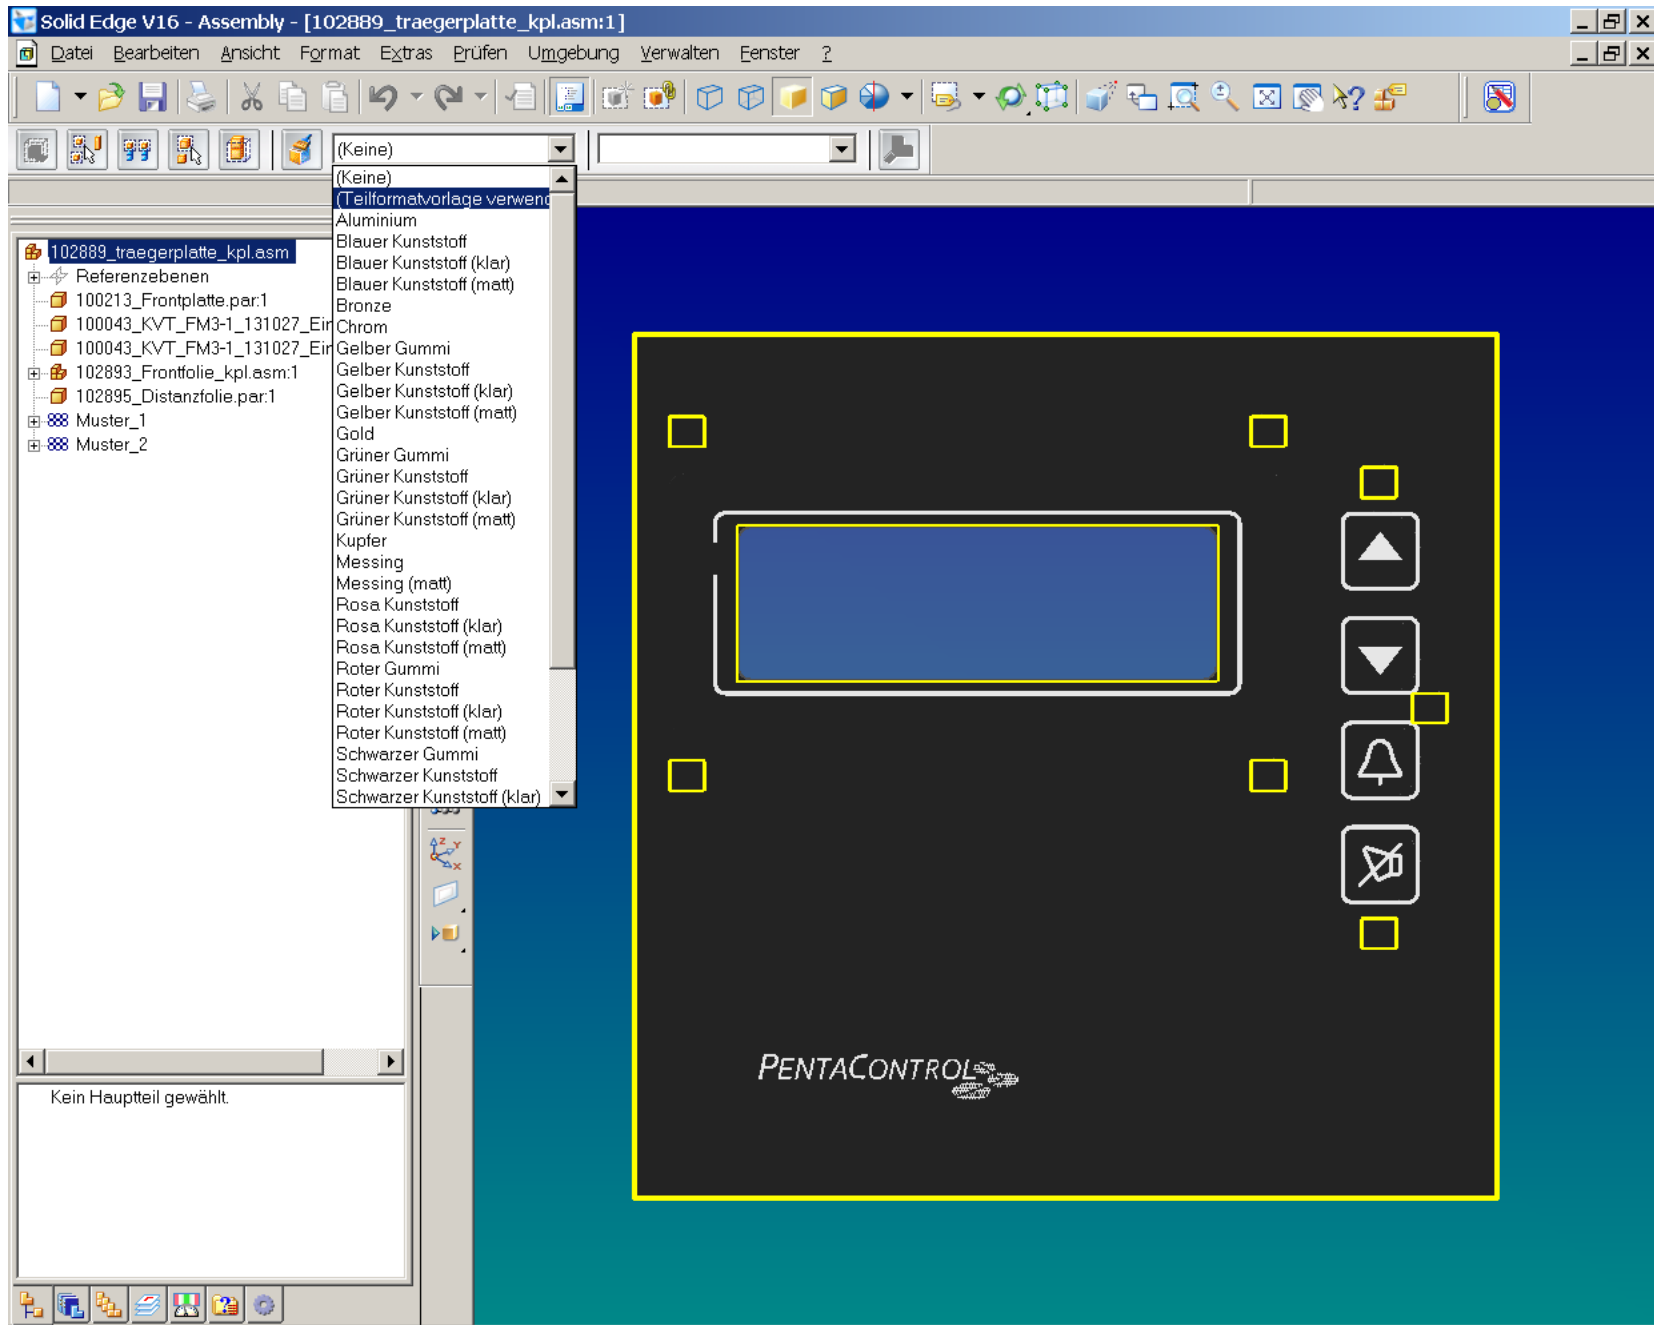 Solid Edge V16 - Assembly - [102889_traegerplatte_kpl.asm:1]
Datei Bearbeiten Ansicht Format Extras Prüfen Umgebung Verwalten Fenster ?
(Keine)
(Keine)
(Teilformatvorlage verwend
Aluminium
Blauer Kunststoff
Blauer Kunststoff (klar)
Blauer Kunststoff (matt)
Bronze
Chrom
Gelber Gummi
Gelber Kunststoff
Gelber Kunststoff (klar)
Gelber Kunststoff (matt)
Gold
Grüner Gummi
Grüner Kunststoff
Grüner Kunststoff (klar)
Grüner Kunststoff (matt)
Kupfer
Messing
Messing (matt)
Rosa Kunststoff
Rosa Kunststoff (klar)
Rosa Kunststoff (matt)
Roter Gummi
Roter Kunststoff
Roter Kunststoff (klar)
Roter Kunststoff (matt)
Schwarzer Gummi
Schwarzer Kunststoff
Schwarzer Kunststoff (klar)
102889_traegerplatte_kpl.asm
Referenzebenen
100213_Frontplatte.par:1
100043_KVT_FM3-1_131027_Ein
100043_KVT_FM3-1_131027_Ein
102893_Frontfolie_kpl.asm:1
102895_Distanzfolie.par:1
Muster_1
Muster_2
Kein Hauptteil gewählt.
PENTACONTROL